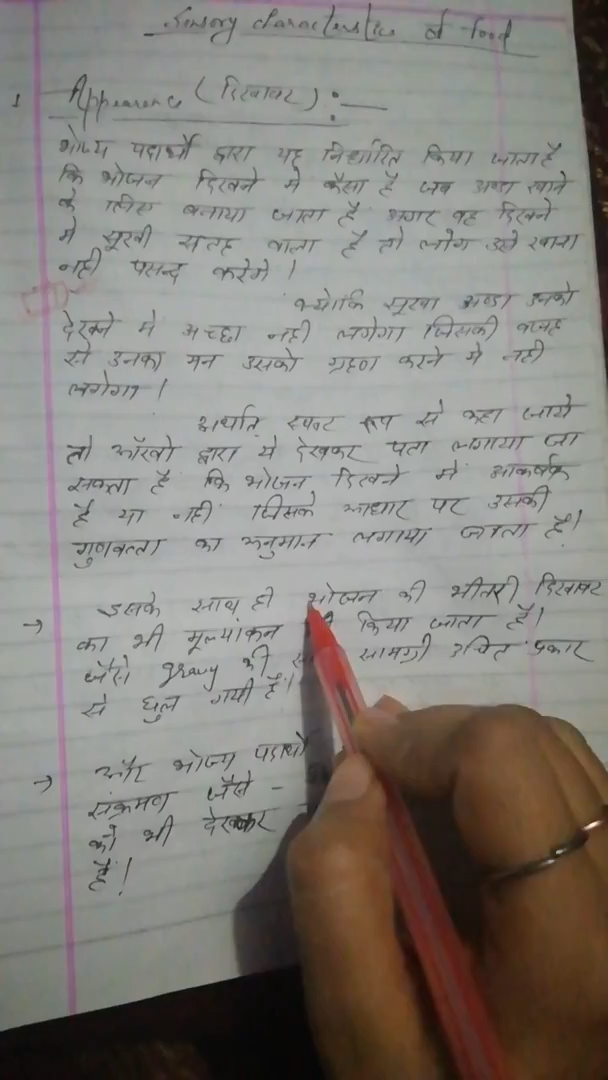 Sensory characteristics of food
1 Appearence (दिखावट) :—
भोज्य पदार्थो द्वारा यह निर्धारित किया जाता है
कि भोजन दिखने मे कैसा है जब अण्डा खाने
के लिए बनाया जाता है अगर वह दिखने
मे सूखी सतह वाला है तो लोग उसे खाना
नही पसन्द करेगे।
क्योकि सूखा अण्डा उनको
देखने मे अच्छा नही लगेगा जिसकी वजह
से उनका मन उसको ग्रहण करने मे नही
लगेगा।
अर्थात् स्पष्ट रूप से कहा जाये
तो आँखो द्वारा ये देखकर पता लगाया जा
सकता है कि भोजन दिखने में आकर्षक
है या नही जिसके आधार पर उसकी
गुणवत्ता का अनुमान लगाया जाता है।
→ इसके साथ ही भोजन की भीतरी दिखावट
का भी मूल्यांकन किया जाता है।
जैसे gravy की सामग्री उचित प्रकार
से घुल गयी है।
→ और भोज्य पदार्थो
संक्रमण जैसे -
को भी देखकर
है।